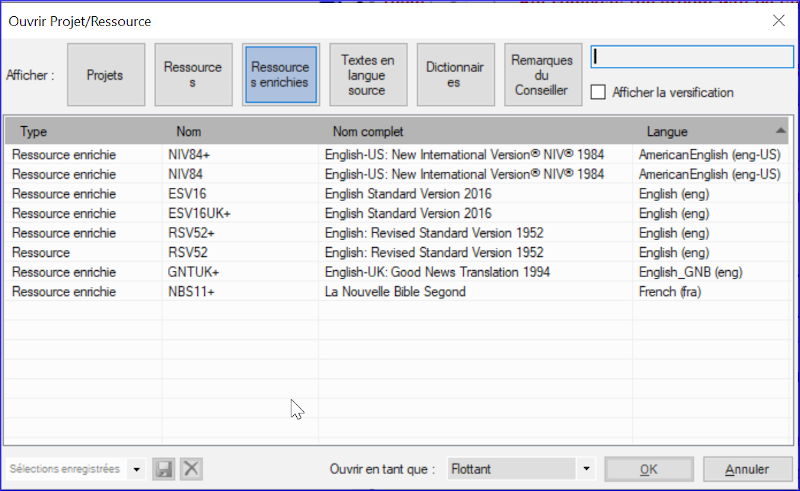 Ouvrir Projet/Ressource
Afficher :
Projets
Ressource
s
Ressource
s enrichies
Textes en
langue
source
Dictionnair
es
Remarques
du
Conseiller
Afficher la versification
Type Nom Nom complet Langue
Ressource enrichie NIV84+ English-US: New International Version® NIV® 1984 AmericanEnglish (eng-US)
Ressource enrichie NIV84 English-US: New International Version® NIV® 1984 AmericanEnglish (eng-US)
Ressource enrichie ESV16 English Standard Version 2016 English (eng)
Ressource enrichie ESV16UK+ English Standard Version 2016 English (eng)
Ressource enrichie RSV52+ English: Revised Standard Version 1952 English (eng)
Ressource RSV52 English: Revised Standard Version 1952 English (eng)
Ressource enrichie GNTUK+ English-UK: Good News Translation 1994 English_GNB (eng)
Ressource enrichie NBS11+ La Nouvelle Bible Segond French (fra)
Sélections enregistrées Ouvrir en tant que : Flottant OK Annuler